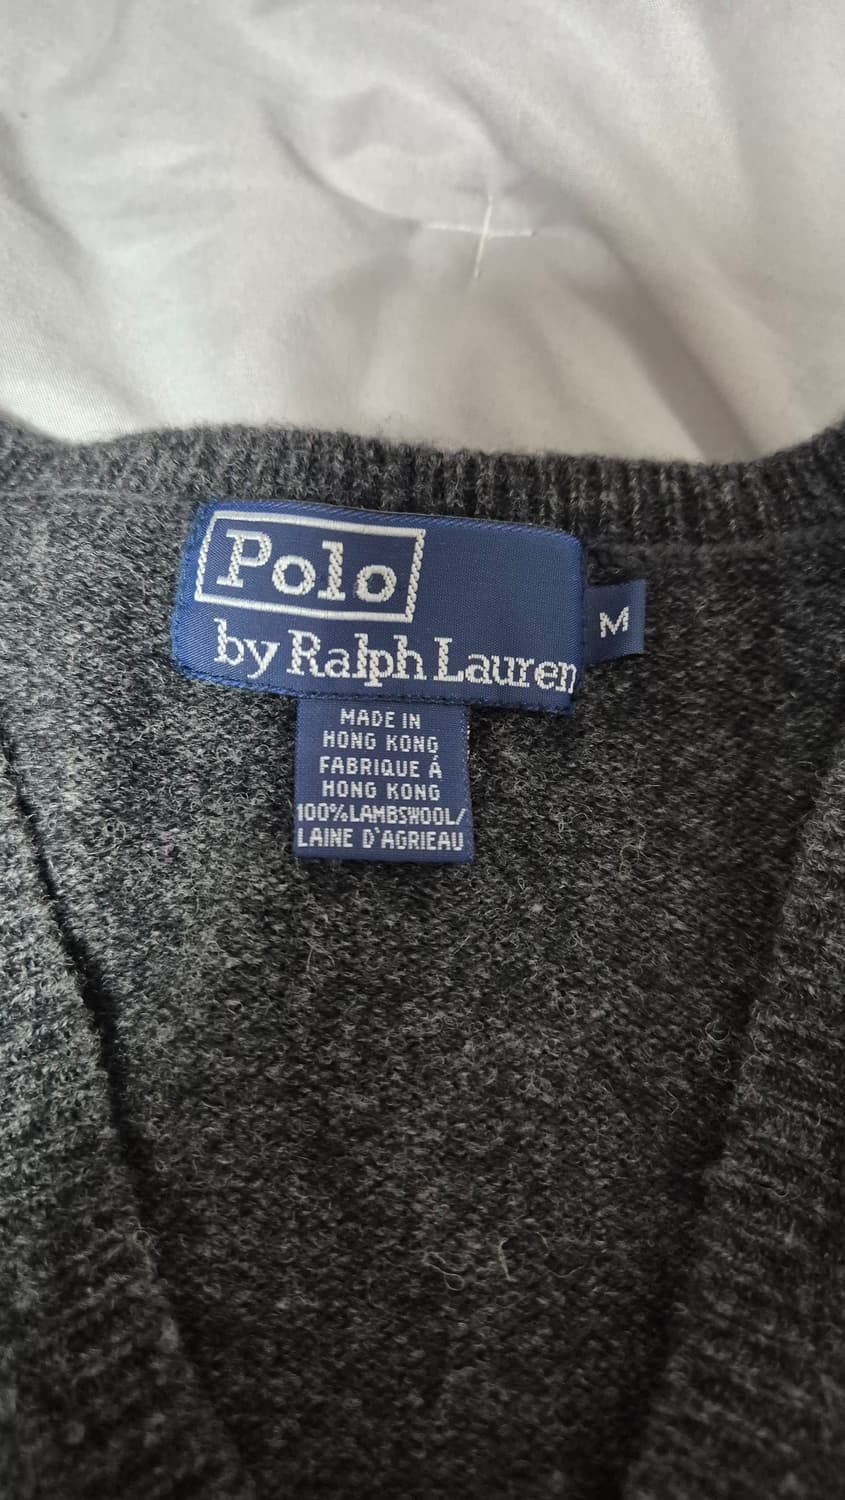 Polo
by Ralph Lauren
M
MADE IN
HONG KONG
FABRIQUE Á
HONG KONG
100%LAMBSWOOL/
LAINE D'AGRIEAU